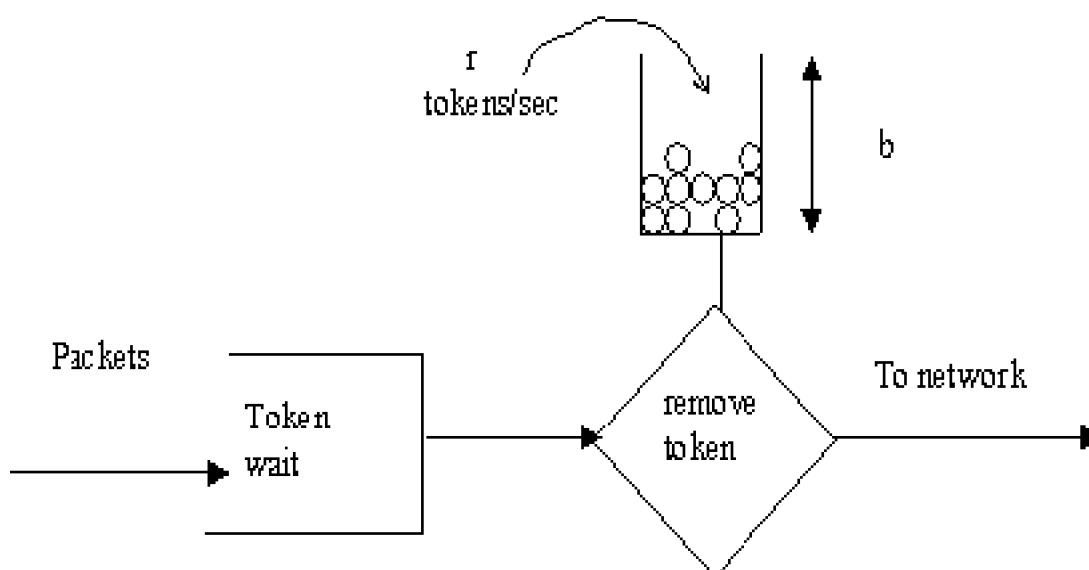 r
tokens/sec
b
Packets
Token
wait
remove
token
To network